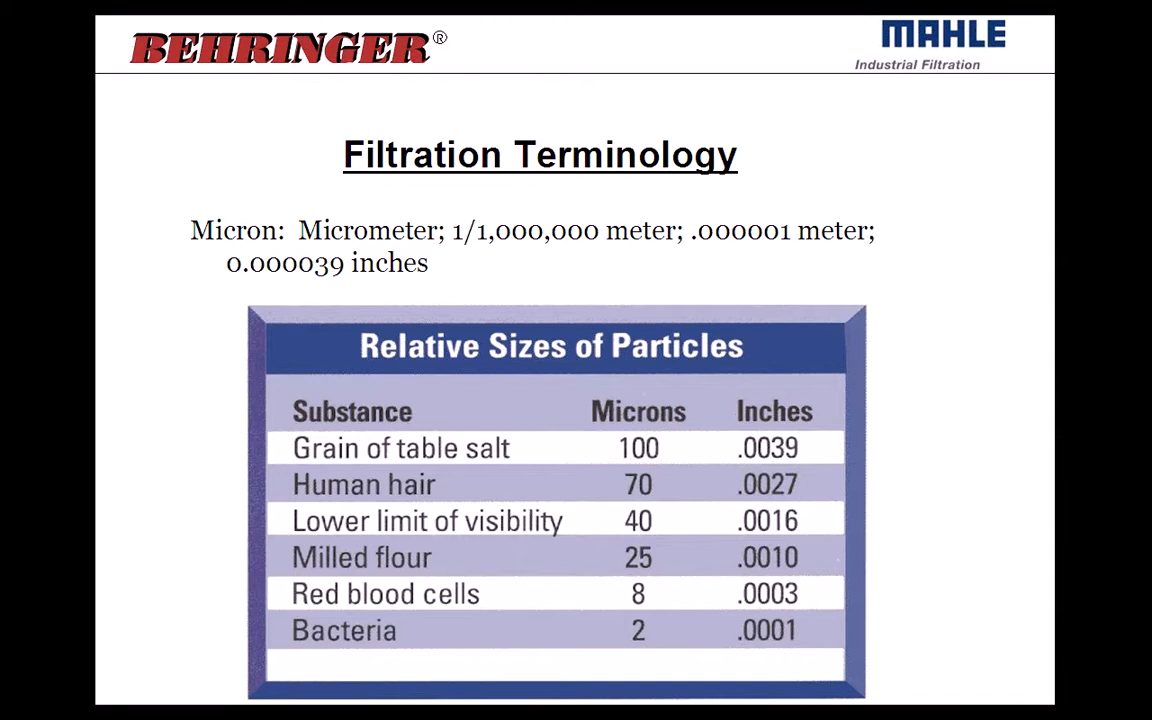 BEHRINGER®
MAHLE
Industrial Filtration
Filtration Terminology
Micron: Micrometer; 1/1,000,000 meter; .000001 meter;
0.000039 inches
Relative Sizes of Particles
Substance Microns Inches
Grain of table salt 100 .0039
Human hair 70 .0027
Lower limit of visibility 40 .0016
Milled flour 25 .0010
Red blood cells 8 .0003
Bacteria 2 .0001